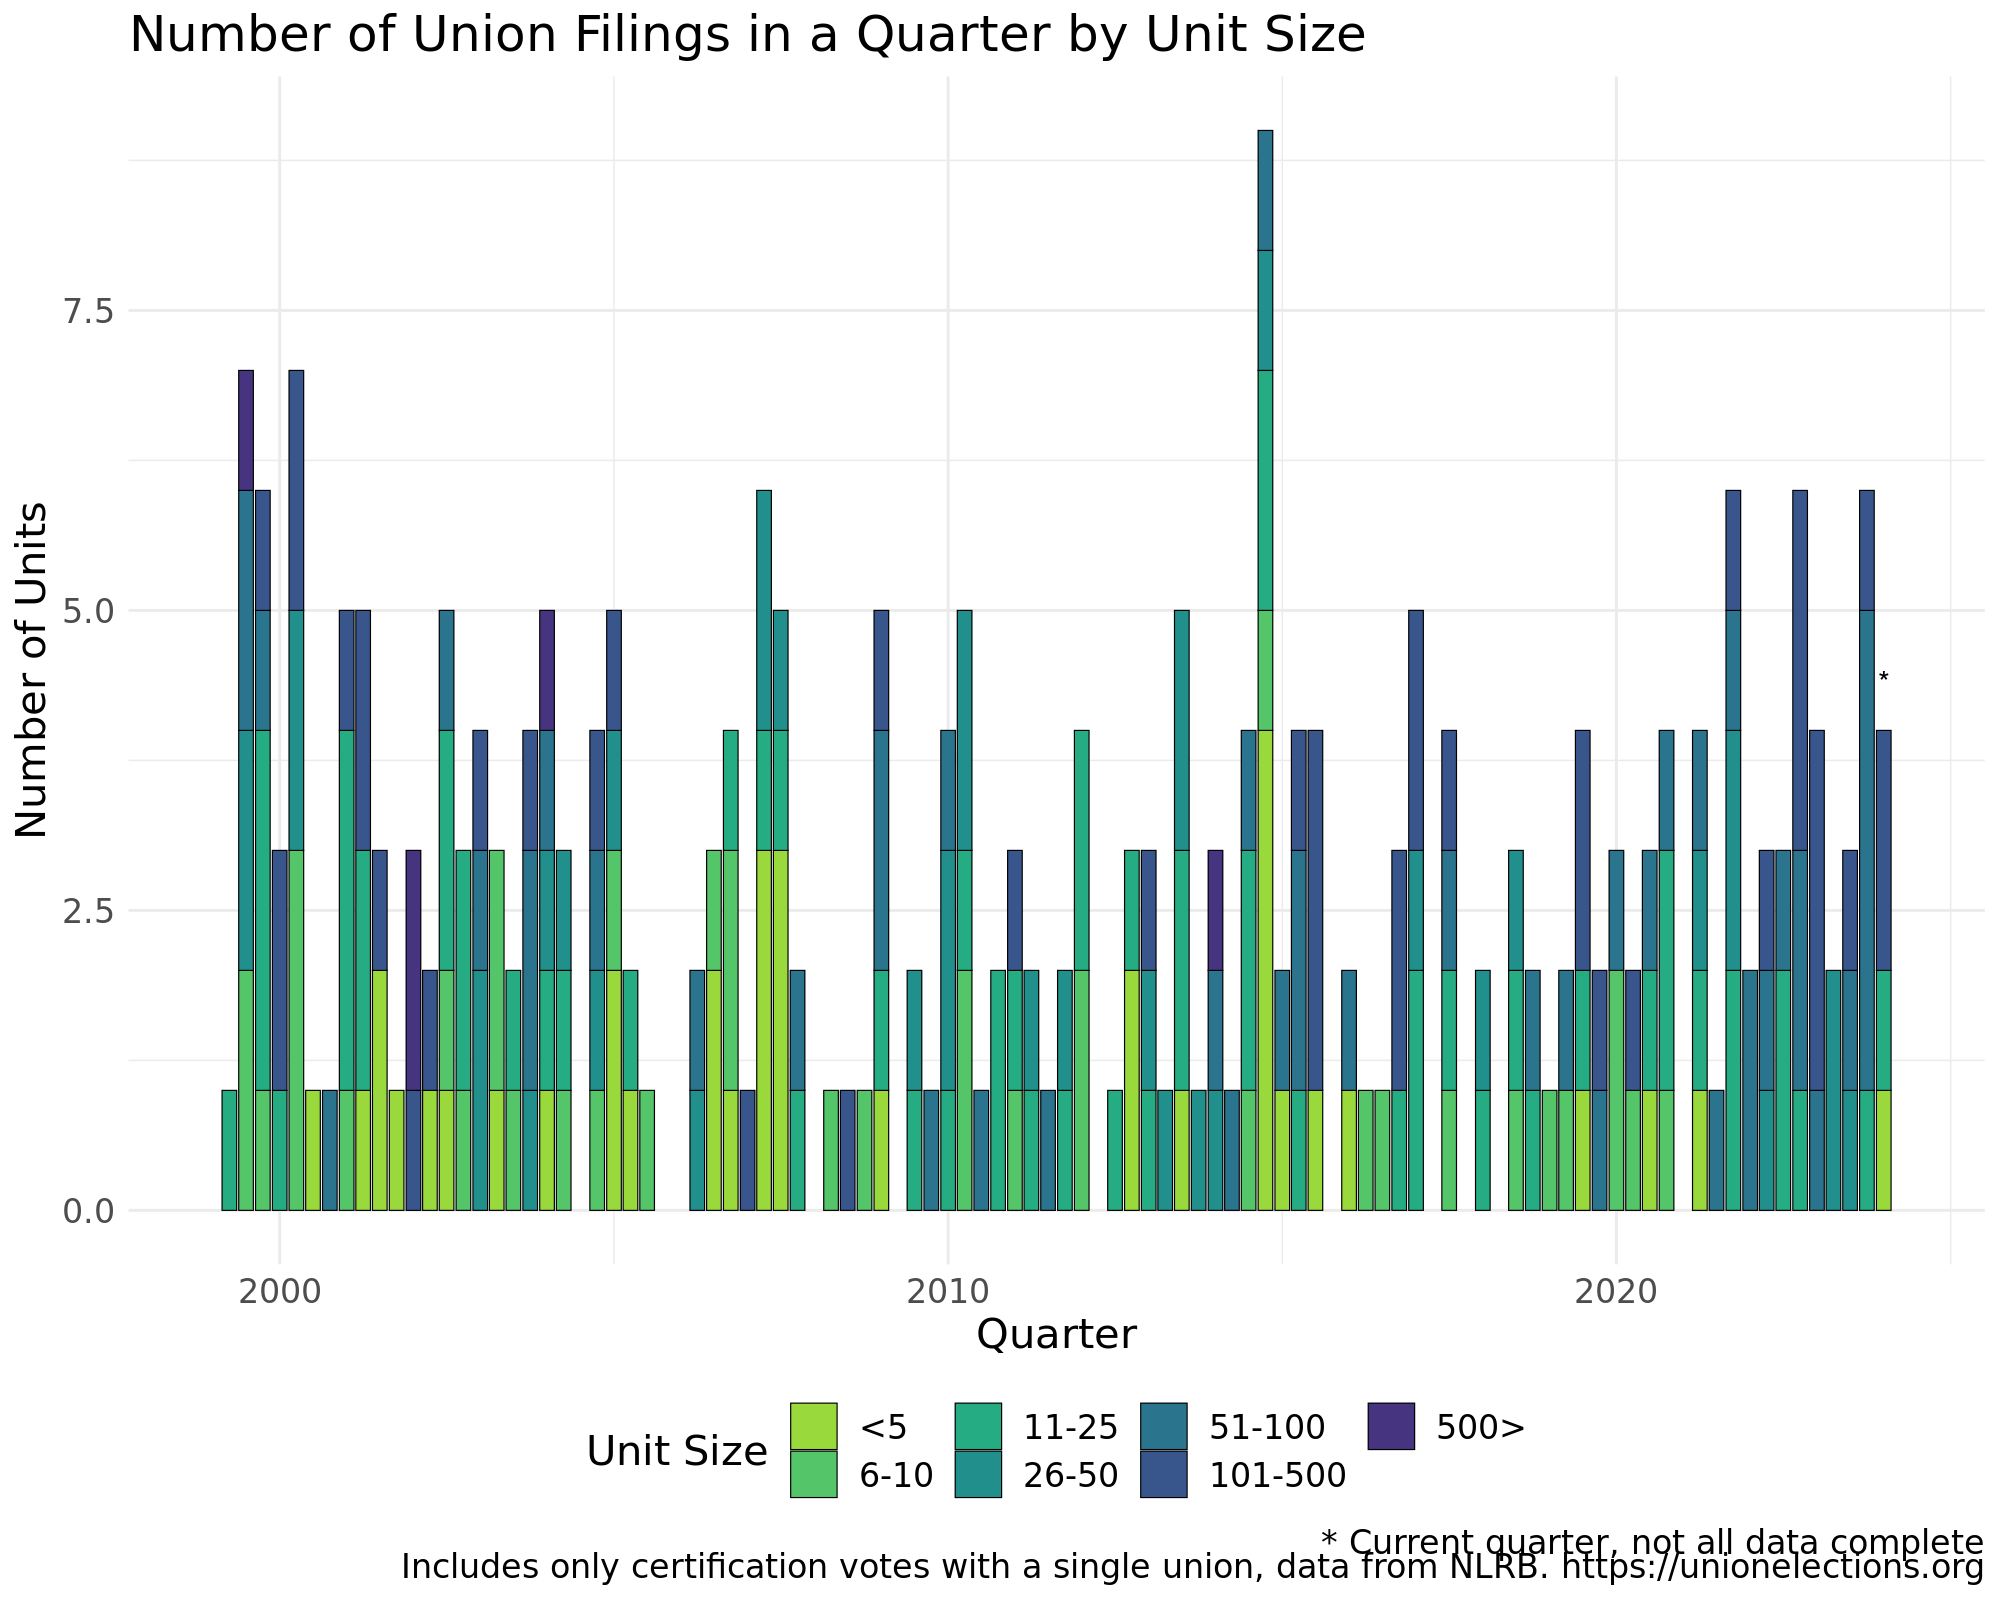 Number of Union Filings in a Quarter by Unit Size
Number of Units
7.5
5.0
2.5
0.0
*
2000 2010 2020
Quarter
Unit Size
<5 11-25 51-100 500>
6-10 26-50 101-500
* Current quarter, not all data complete
Includes only certification votes with a single union, data from NLRB. https://unionelections.org